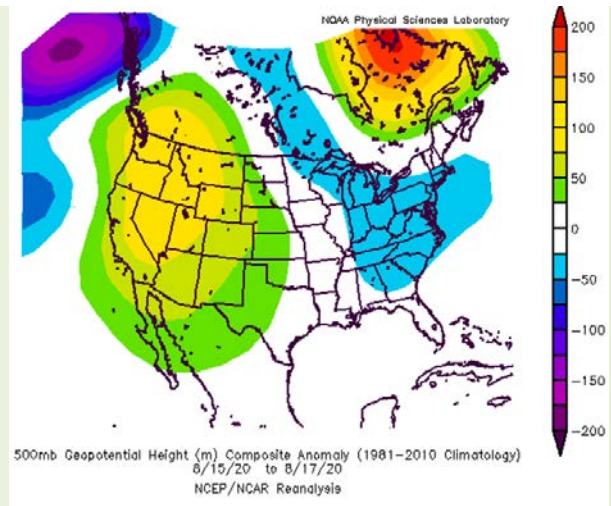 NOAA Physical Sciences Laboratory
200
150
100
50
0
-50
-100
-150
-200
500mb Geopotential Height (m) Composite Anomaly (1981-2010 Climatology)
8/15/20 to 8/17/20
NCEP/NCAR Reanalysis